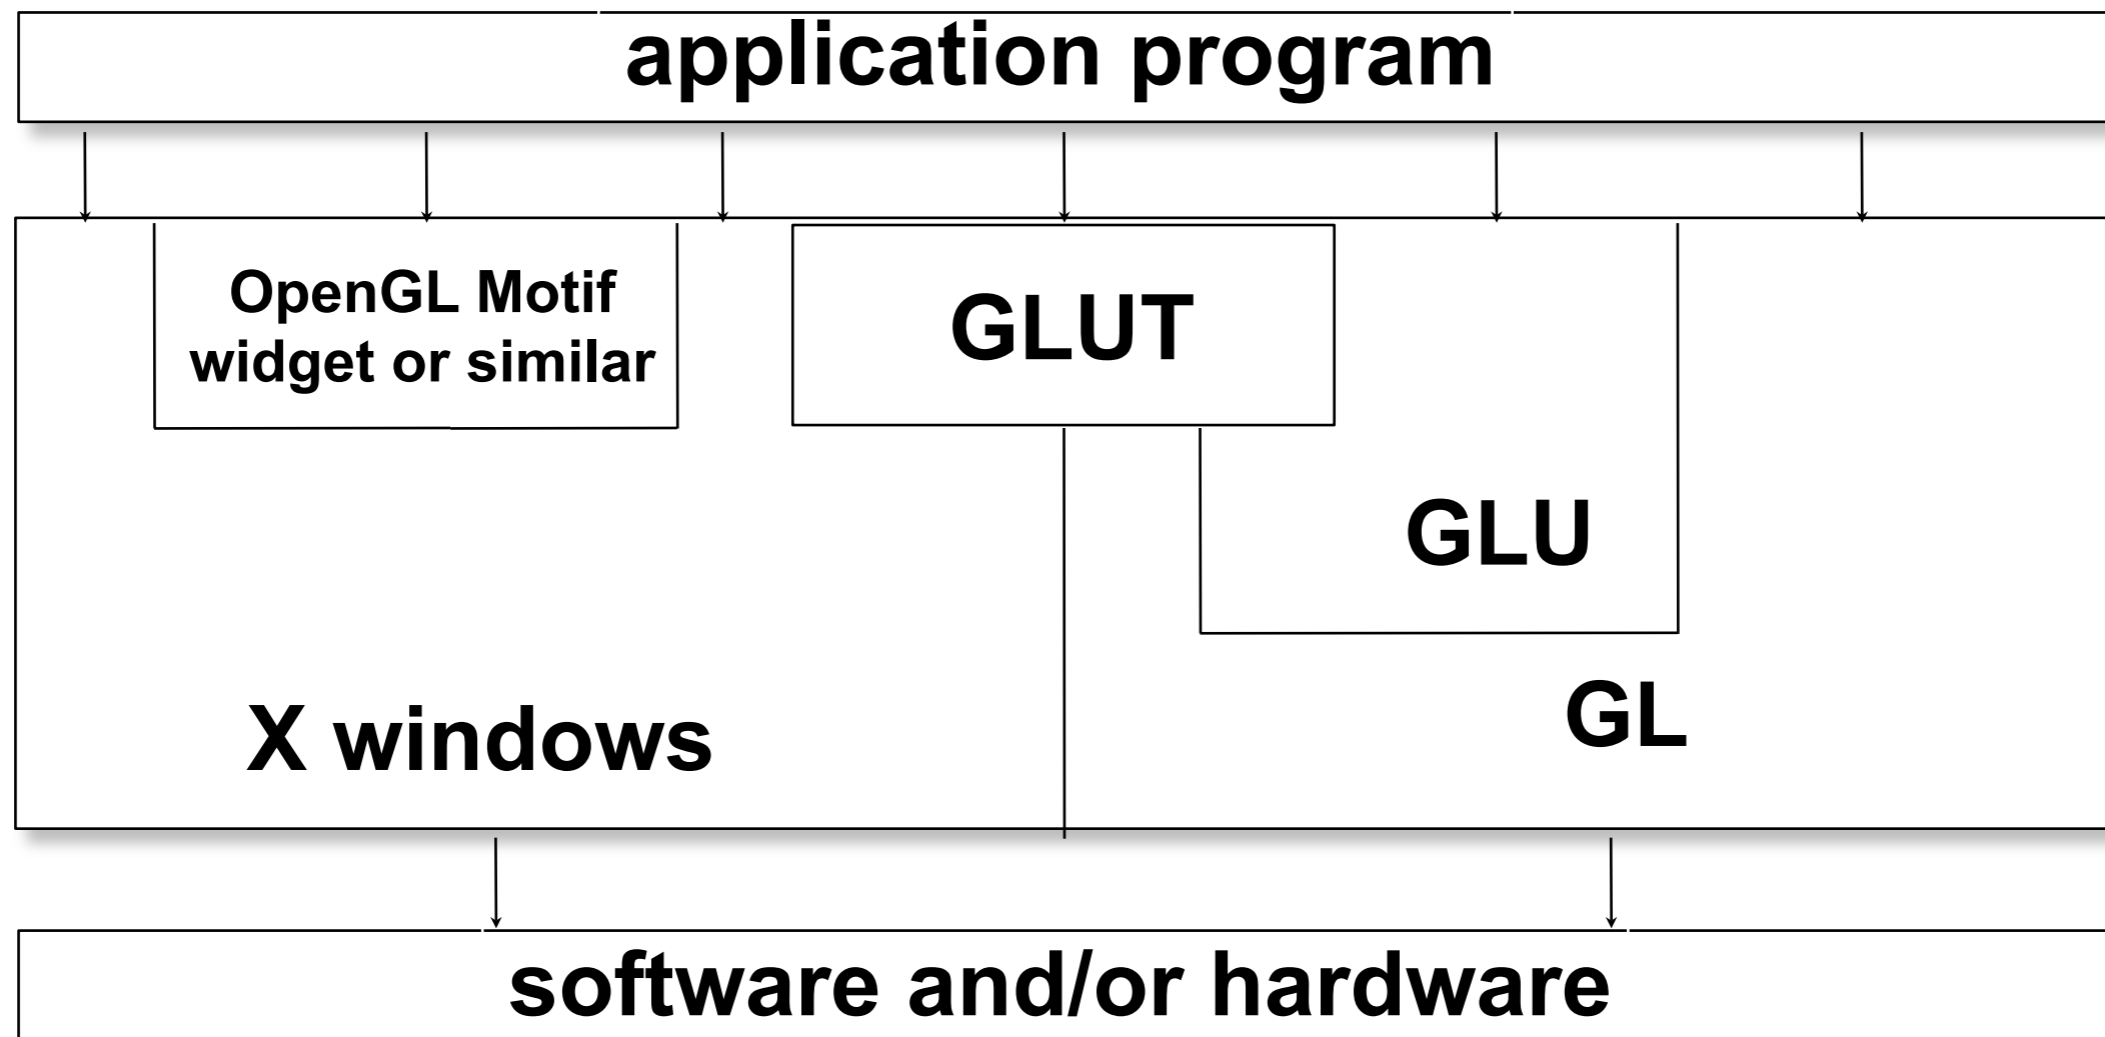 application program
OpenGL Motif
widget or similar
GLUT
GLU
GL
X windows
software and/or hardware